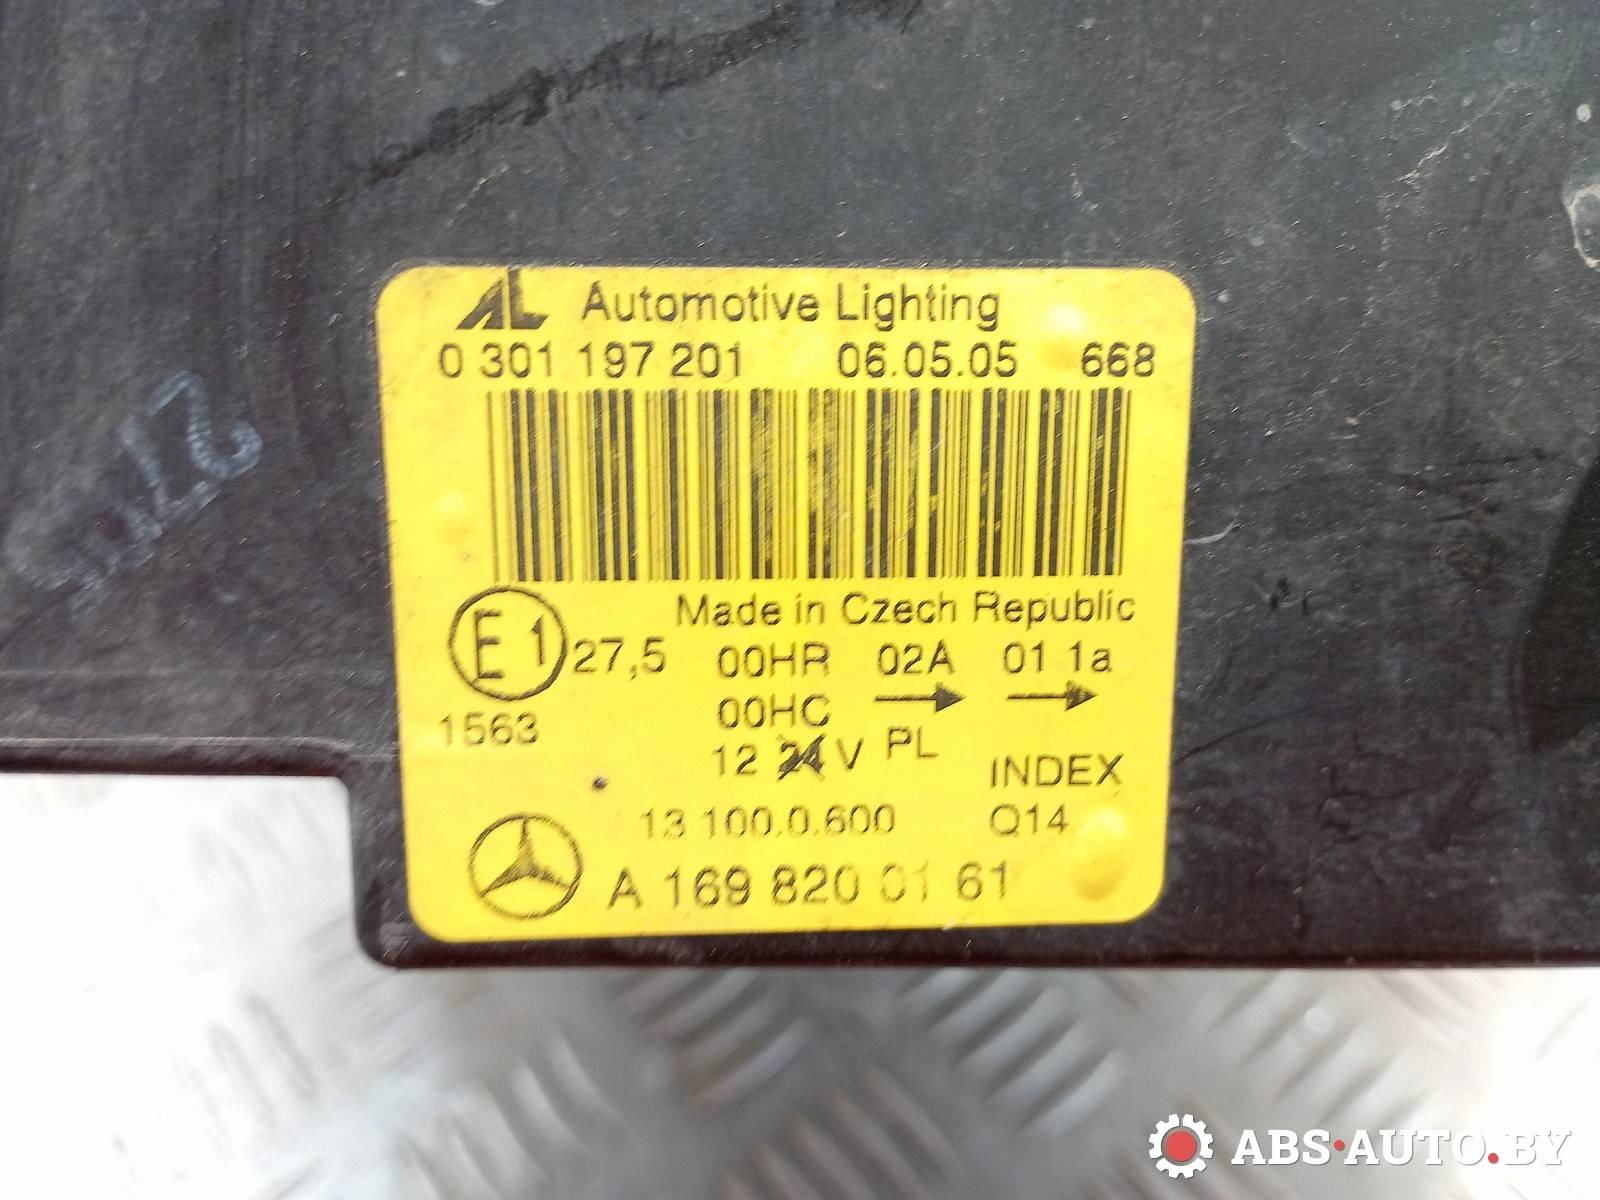 AL Automotive Lighting
0 301 197 201 06.05.05 668
Made in Czech Republic
E1 27,5 00HR 02A 01 1a
00HC → →
1563
12 24 V PL
INDEX
13 100.0.600 Q14
A 169 820 01 61
ABS•AUTO.BY